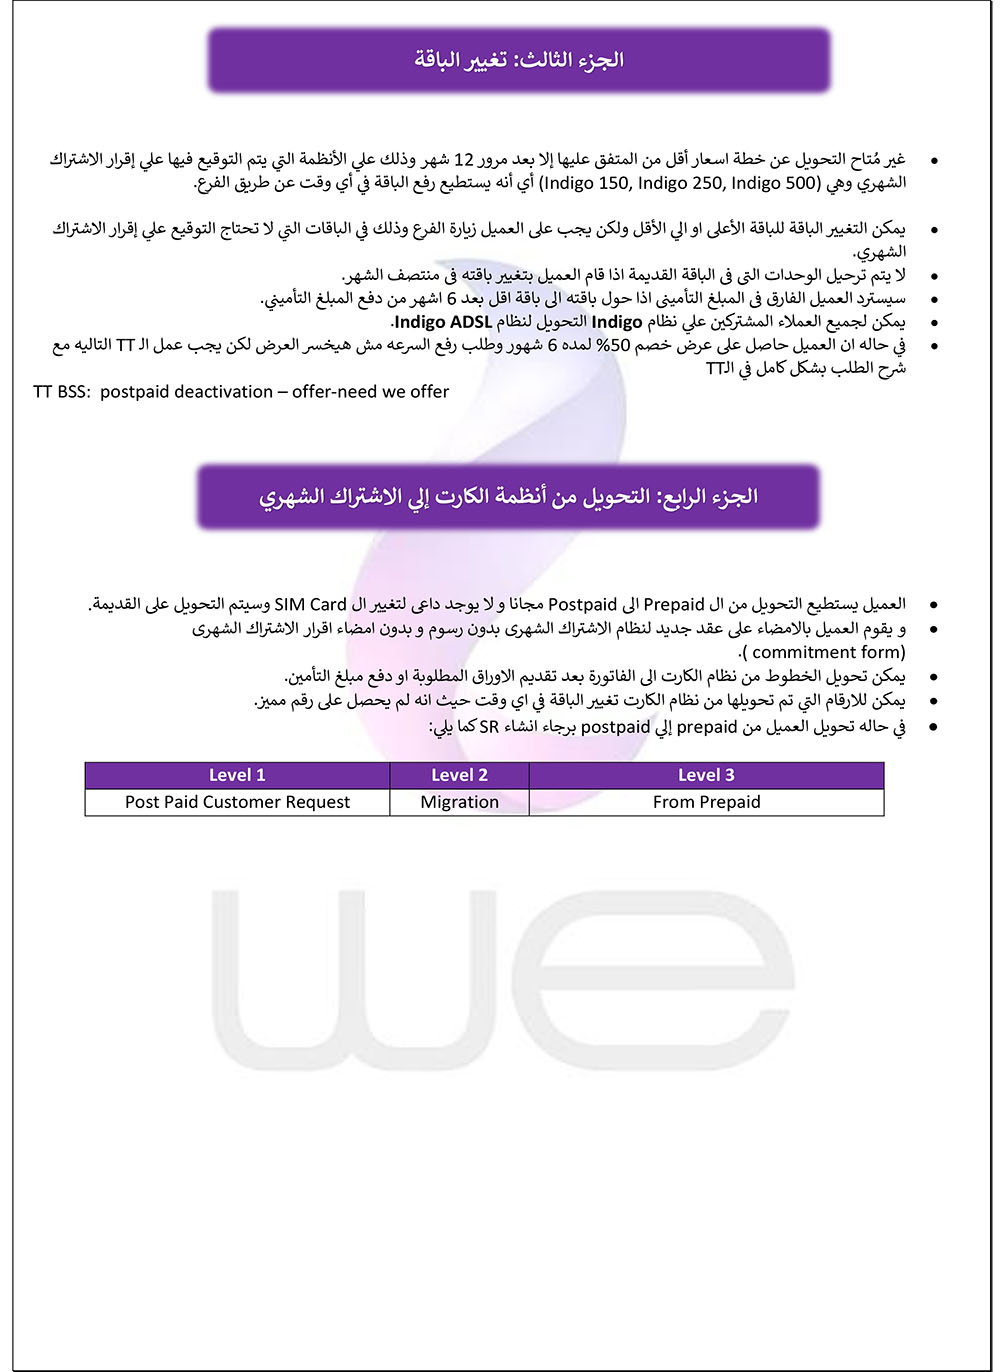 الجزء الثالث: تغيير الباقة
• غير مُتاح التحويل عن خطة اسعار أقل من المتفق عليها إلا بعد مرور 12 شهر وذلك علي الأنظمة التي يتم التوقيع فيها علي إقرار الاشتراك
الشهري وهي (Indigo 150, Indigo 250, Indigo 500) أي أنه يستطيع رفع الباقة في أي وقت عن طريق الفرع.
• يمكن التغيير الباقة للباقة الأعلى او الي الأقل ولكن يجب على العميل زيارة الفرع وذلك في الباقات التي لا تحتاج التوقيع علي إقرار الاشتراك
الشهري.
• لا يتم ترحيل الوحدات التى فى الباقة القديمة اذا قام العميل بتغيير باقته فى منتصف الشهر.
• سيسترد العميل الفارق فى المبلغ التأمينى اذا حول باقته الى باقة اقل بعد 6 اشهر من دفع المبلغ التأميني.
• يمكن لجميع العملاء المشتركين علي نظام Indigo التحويل لنظام Indigo ADSL.
• في حاله ان العميل حاصل على عرض خصم 50% لمده 6 شهور وطلب رفع السرعه مش هيخسر العرض لكن يجب عمل الـ TT التاليه مع
شرح الطلب بشكل كامل في الـTT
TT BSS: postpaid deactivation – offer-need we offer
الجزء الرابع: التحويل من أنظمة الكارت إلي الاشتراك الشهري
• العميل يستطيع التحويل من ال Prepaid الى Postpaid مجانا و لا يوجد داعى لتغيير ال SIM Card وسيتم التحويل على القديمة.
• و يقوم العميل بالامضاء على عقد جديد لنظام الاشتراك الشهرى بدون رسوم و بدون امضاء اقرار الاشتراك الشهرى
(commitment form ).
• يمكن تحويل الخطوط من نظام الكارت الى الفاتورة بعد تقديم الاوراق المطلوبة او دفع مبلغ التأمين.
• يمكن للارقام التي تم تحويلها من نظام الكارت تغيير الباقة في اي وقت حيث انه لم يحصل على رقم مميز.
• في حاله تحويل العميل من prepaid إلي postpaid برجاء انشاء SR كما يلي:
Level 1 Level 2 Level 3
Post Paid Customer Request Migration From Prepaid
we